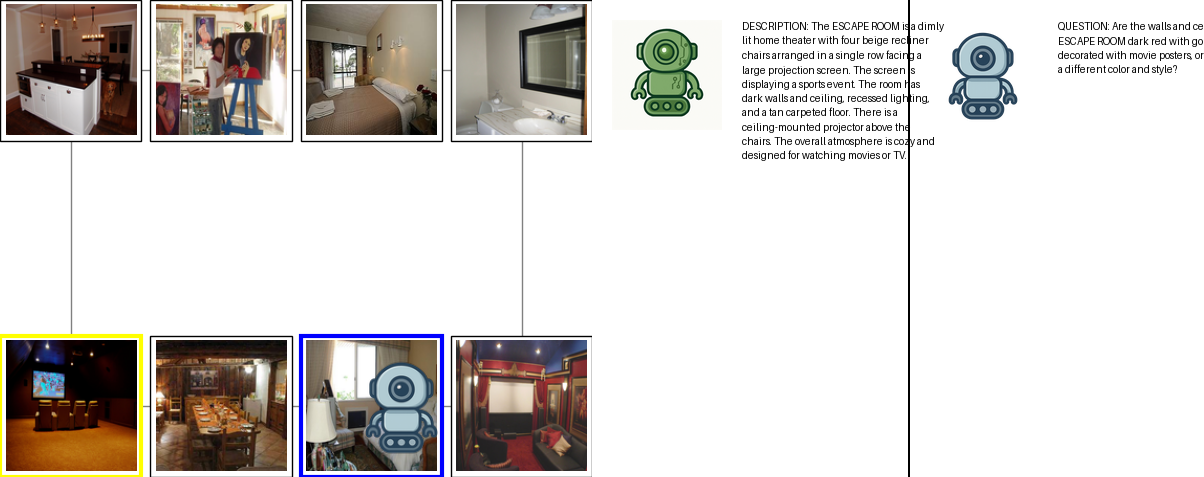 DESCRIPTION: The ESCAPE ROOM is a dimly
lit home theater with four beige recliner
chairs arranged in a single row facing a
large projection screen. The screen is
displaying a sports event. The room has
dark walls and ceiling, recessed lighting,
and a tan carpeted floor. There is a
ceiling-mounted projector above the
chairs. The overall atmosphere is cozy and
designed for watching movies or TV.
QUESTION: Are the walls and ce
ESCAPE ROOM dark red with go
decorated with movie posters, or
a different color and style?